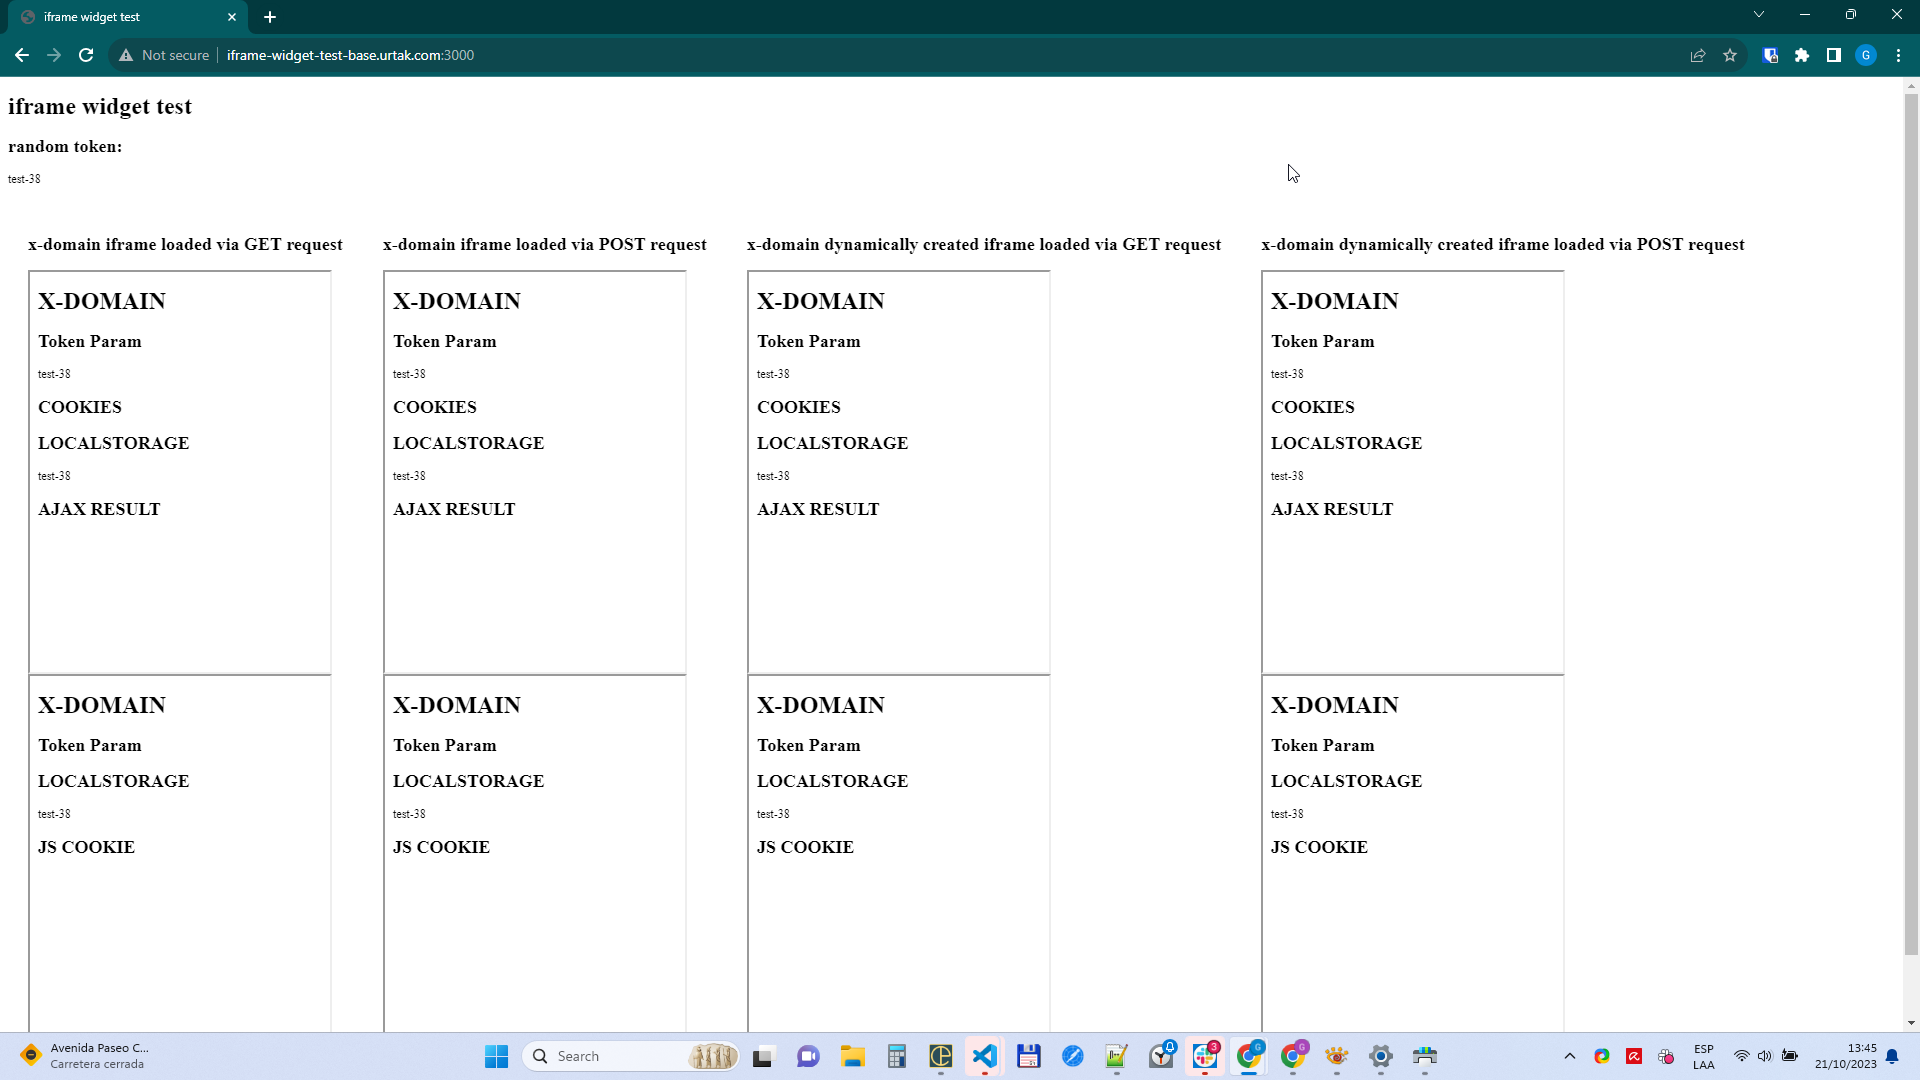 iframe widget test
Not secure
iframe-widget-test-base.urtak.com:3000
G
iframe widget test
random token:
test-38
x-domain iframe loaded via GET request
x-domain iframe loaded via POST request
x-domain dynamically created iframe loaded via GET request
x-domain dynamically created iframe loaded via POST request
X-DOMAIN
Token Param
test-38
COOKIES
LOCALSTORAGE
test-38
AJAX RESULT
X-DOMAIN
Token Param
test-38
COOKIES
LOCALSTORAGE
test-38
AJAX RESULT
X-DOMAIN
Token Param
test-38
COOKIES
LOCALSTORAGE
test-38
AJAX RESULT
X-DOMAIN
Token Param
test-38
COOKIES
LOCALSTORAGE
test-38
AJAX RESULT
X-DOMAIN
Token Param
LOCALSTORAGE
test-38
JS COOKIE
X-DOMAIN
Token Param
LOCALSTORAGE
test-38
JS COOKIE
X-DOMAIN
Token Param
LOCALSTORAGE
test-38
JS COOKIE
X-DOMAIN
Token Param
LOCALSTORAGE
test-38
JS COOKIE
Avenida Paseo C...
Carretera cerrada
Search
3
G
G
ESP
LAA
13:45
21/10/2023